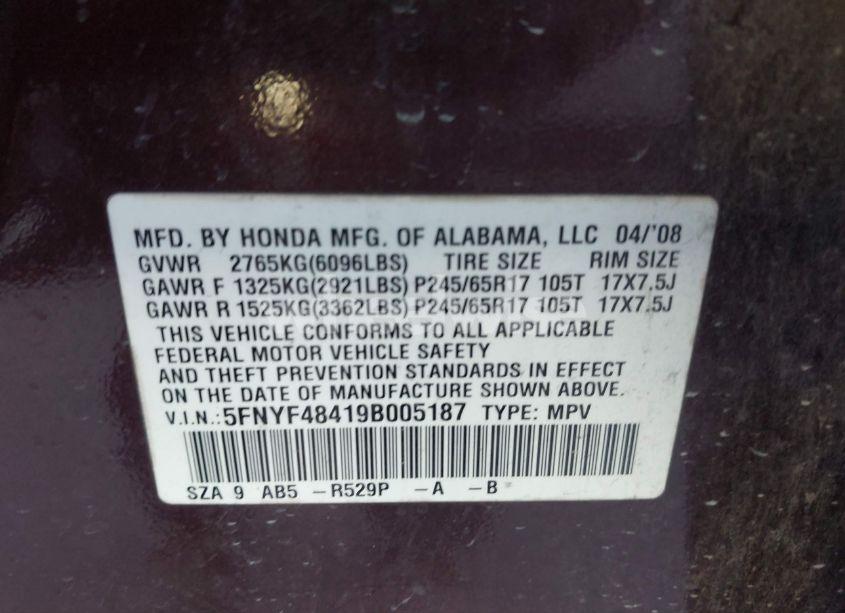 MFD. BY HONDA MFG. OF ALABAMA, LLC 04/'08
GVWR 2765KG(6096LBS) TIRE SIZE RIM SIZE
GAWR F 1325KG(2921LBS) P245/65R17 105T 17X7.5J
GAWR R 1525KG(3362LBS) P245/65R17 105T 17X7.5J
THIS VEHICLE CONFORMS TO ALL APPLICABLE
FEDERAL MOTOR VEHICLE SAFETY
AND THEFT PREVENTION STANDARDS IN EFFECT
ON THE DATE OF MANUFACTURE SHOWN ABOVE.
V.I.N.:5FNYF48419B005187 TYPE: MPV
SZA 9 AB5 -R529P -A -B